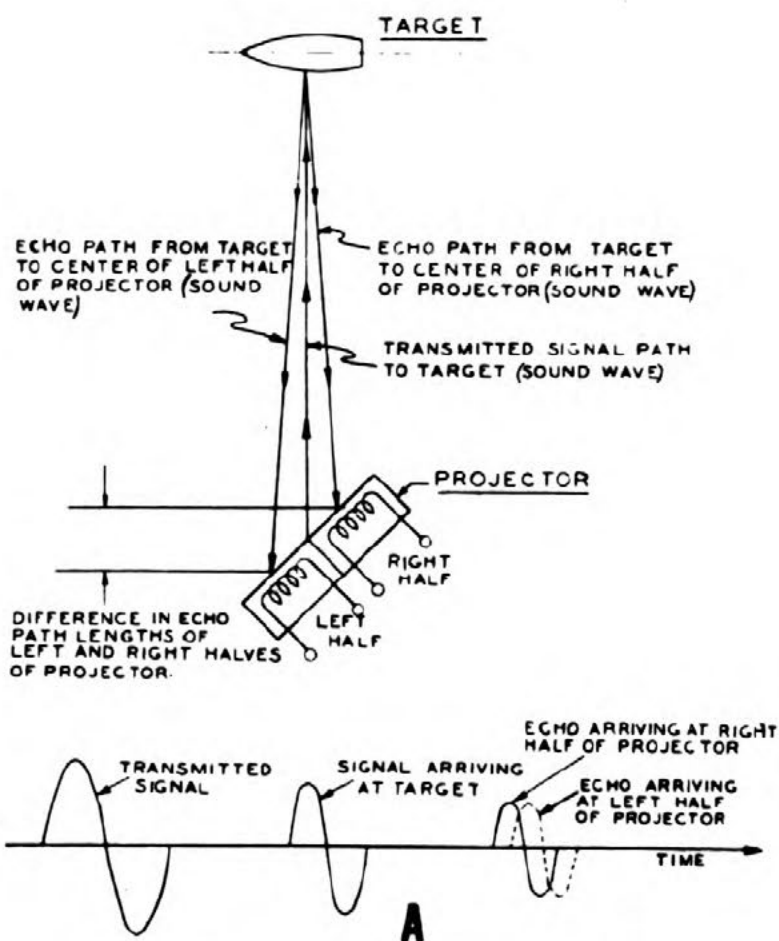 TARGET
ECHO PATH FROM TARGET
TO CENTER OF LEFT HALF
OF PROJECTOR (SOUND
WAVE)
ECHO PATH FROM TARGET
TO CENTER OF RIGHT HALF
OF PROJECTOR (SOUND WAVE)
TRANSMITTED SIGNAL PATH
TO TARGET (SOUND WAVE)
PROJECTOR
RIGHT
HALF
LEFT
HALF
DIFFERENCE IN ECHO
PATH LENGTHS OF
LEFT AND RIGHT HALVES
OF PROJECTOR.
TRANSMITTED
SIGNAL
SIGNAL ARRIVING
AT TARGET
ECHO ARRIVING AT RIGHT
HALF OF PROJECTOR
ECHO ARRIVING
AT LEFT HALF
OF PROJECTOR
TIME
A